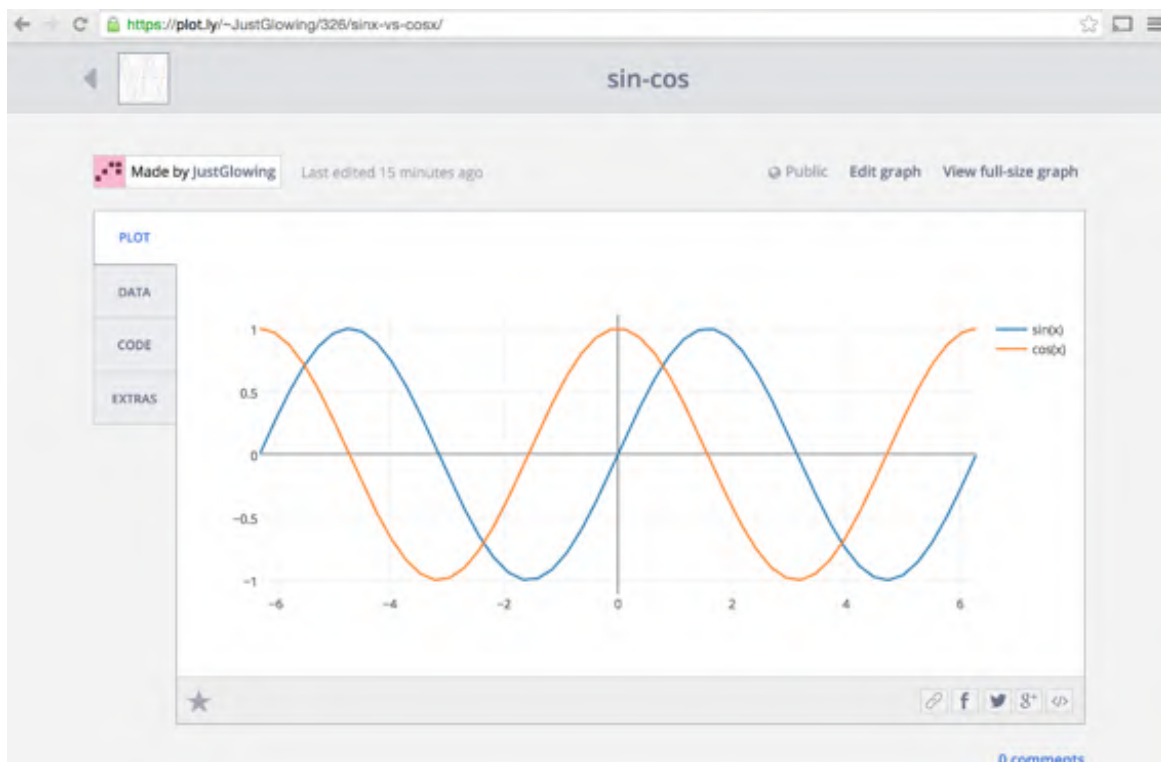 https://plot.ly/~JustGlowing/326/sinx-vs-cosx/
sin-cos
Made by JustGlowing Last edited 15 minutes ago Public Edit graph View full-size graph
PLOT
DATA
CODE
EXTRAS
1
0.5
0
−0.5
−1
−6 −4 −2 0 2 4 6
sin(x)
cos(x)
f g+ </>
0 comments